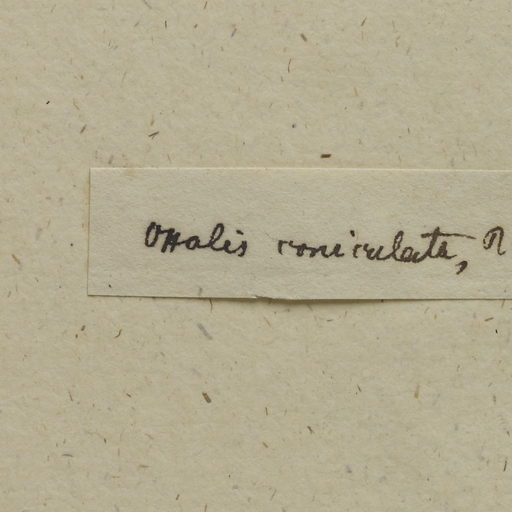 Oxalis corniculata, R